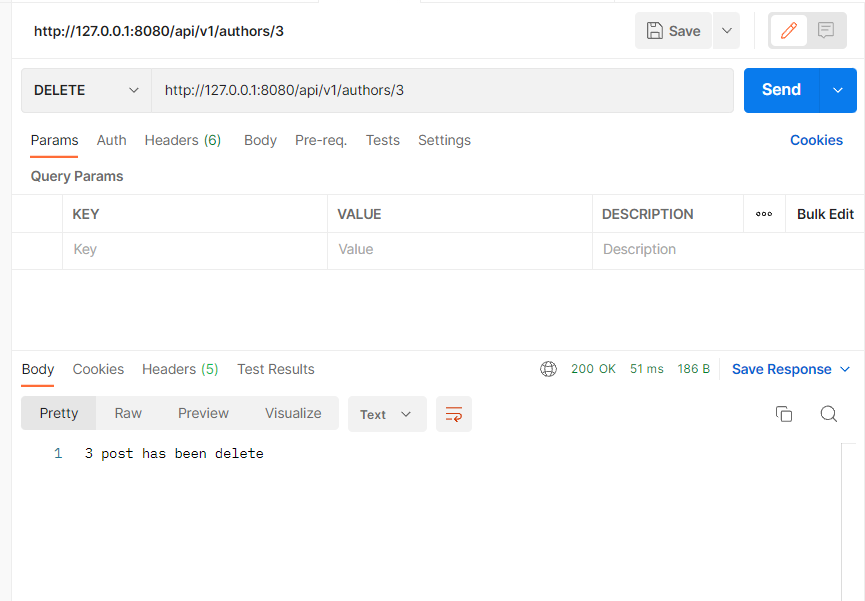 http://127.0.0.1:8080/api/v1/authors/3
Save
DELETE http://127.0.0.1:8080/api/v1/authors/3 Send
Params Auth Headers (6) Body Pre-req. Tests Settings Cookies
Query Params
KEY VALUE DESCRIPTION Bulk Edit
Key Value Description
Body Cookies Headers (5) Test Results 200 OK 51 ms 186 B Save Response
Pretty Raw Preview Visualize Text
1 3 post has been delete